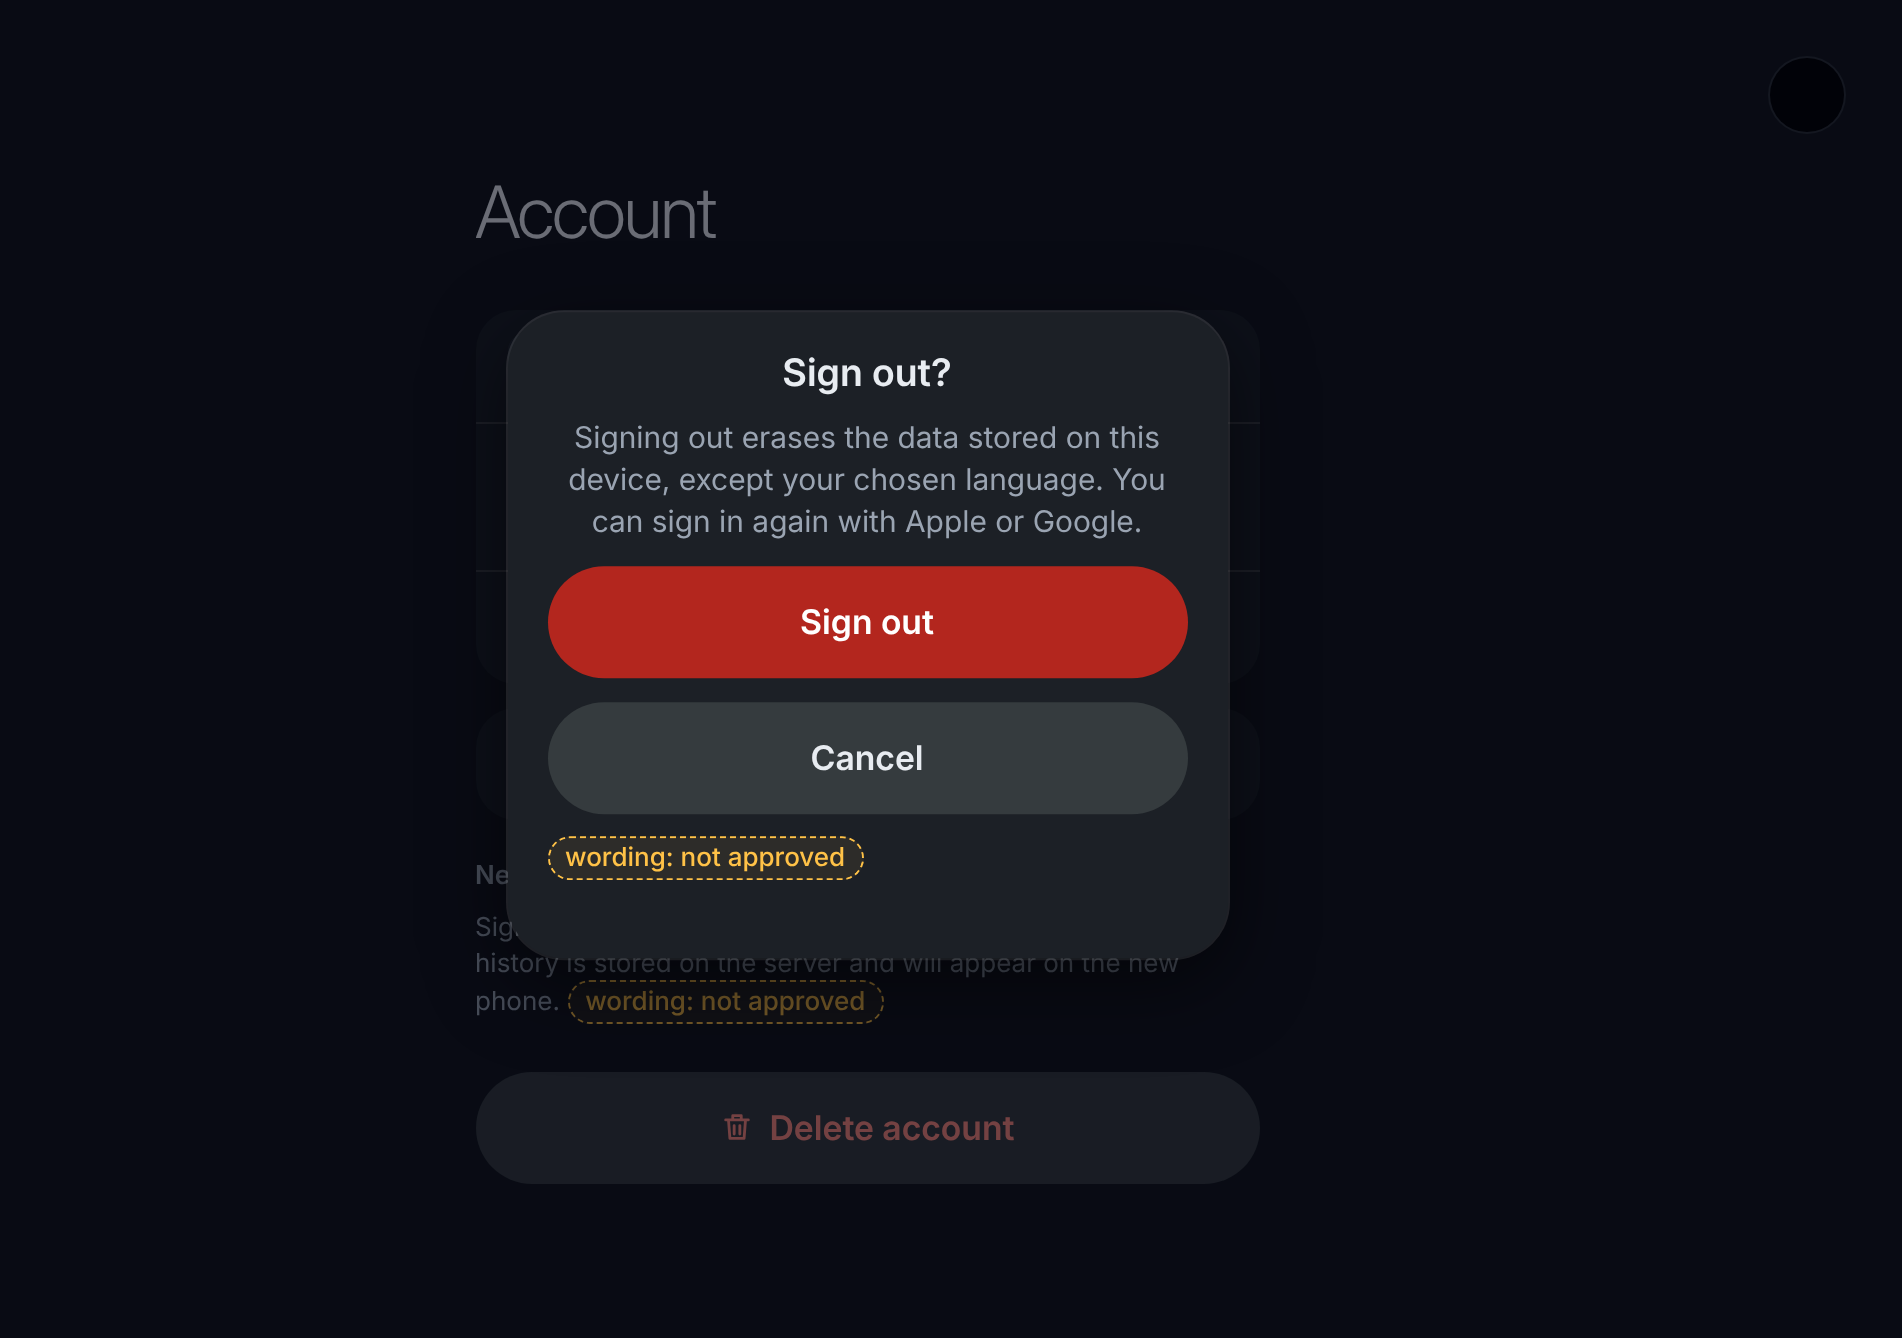 Account
Sign out?
Signing out erases the data stored on this
device, except your chosen language. You
can sign in again with Apple or Google.
Sign out
Cancel
wording: not approved
history is stored on the server and will appear on the new
phone. wording: not approved
Delete account